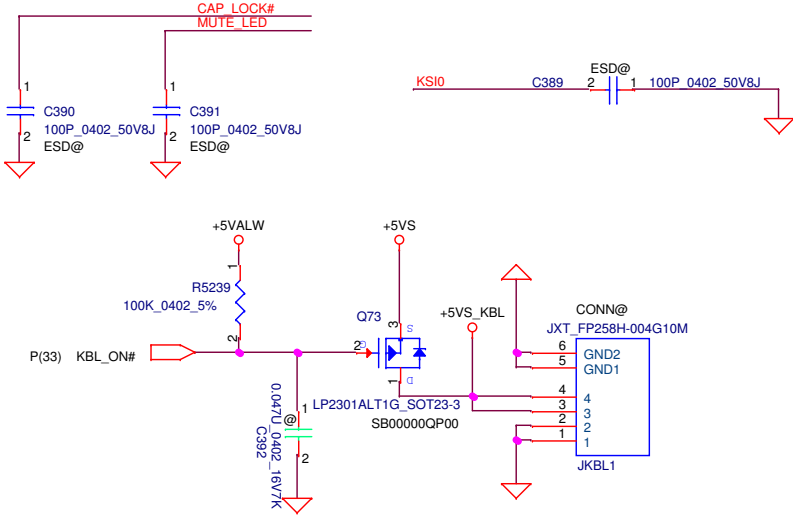 CAP_LOCK#
MUTE_LED
1
C390
100P_0402_50V8J
2
ESD@
1
C391
100P_0402_50V8J
2
ESD@
KSI0
C389
ESD@
2
1
100P_0402_50V8J
+5VALW
1
R5239
100K_0402_5%
2
P(33)
KBL_ON#
0.047U_0402_16V7K
C392
@
1
2
+5VS
Q73
3
S
2
G
1
D
LP2301ALT1G_SOT23-3
SB00000QP00
+5VS_KBL
CONN@
JXT_FP258H-004G10M
6 GND2
5 GND1
4 4
3 3
2 2
1 1
JKBL1